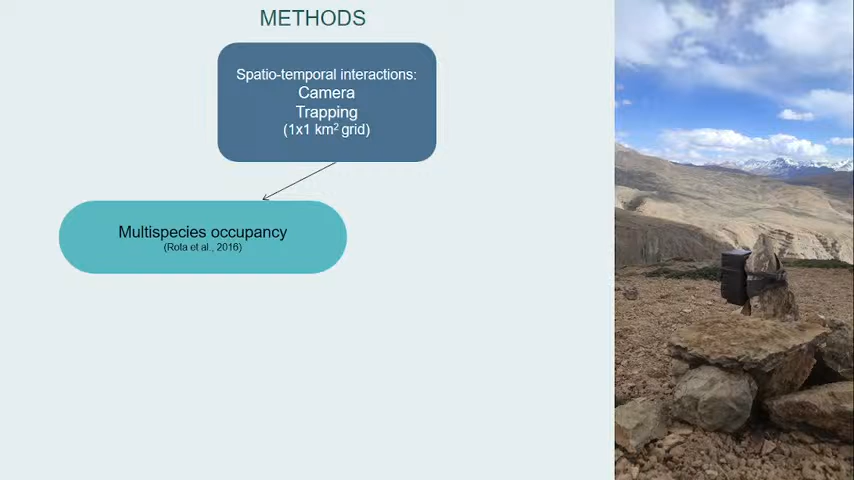 METHODS
Spatio-temporal interactions:
Camera
Trapping
(1x1 km² grid)
Multispecies occupancy
(Rota et al., 2016)